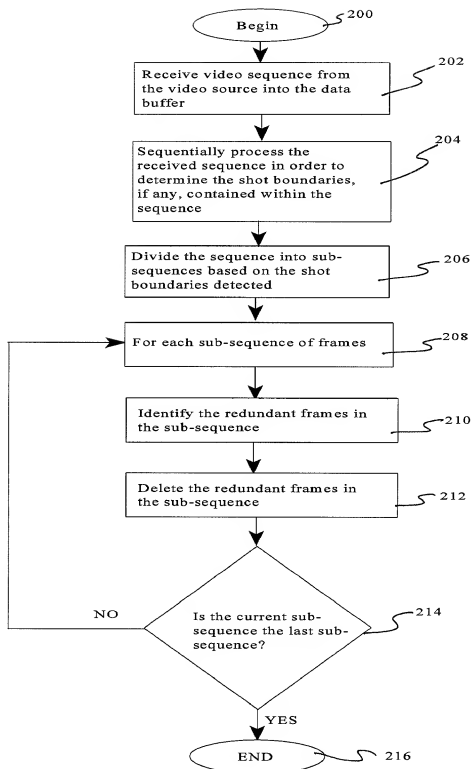 Begin
200
Receive video sequence from
the video source into the data
buffer
202
Sequentially process the
received sequence in order to
determine the shot boundaries,
if any, contained within the
sequence
204
Divide the sequence into sub-
sequences based on the shot
boundaries detected
206
For each sub-sequence of frames
208
Identify the redundant frames in
the sub-sequence
210
Delete the redundant frames in
the sub-sequence
212
Is the current sub-
sequence the last sub-
sequence?
214
NO
YES
END
216